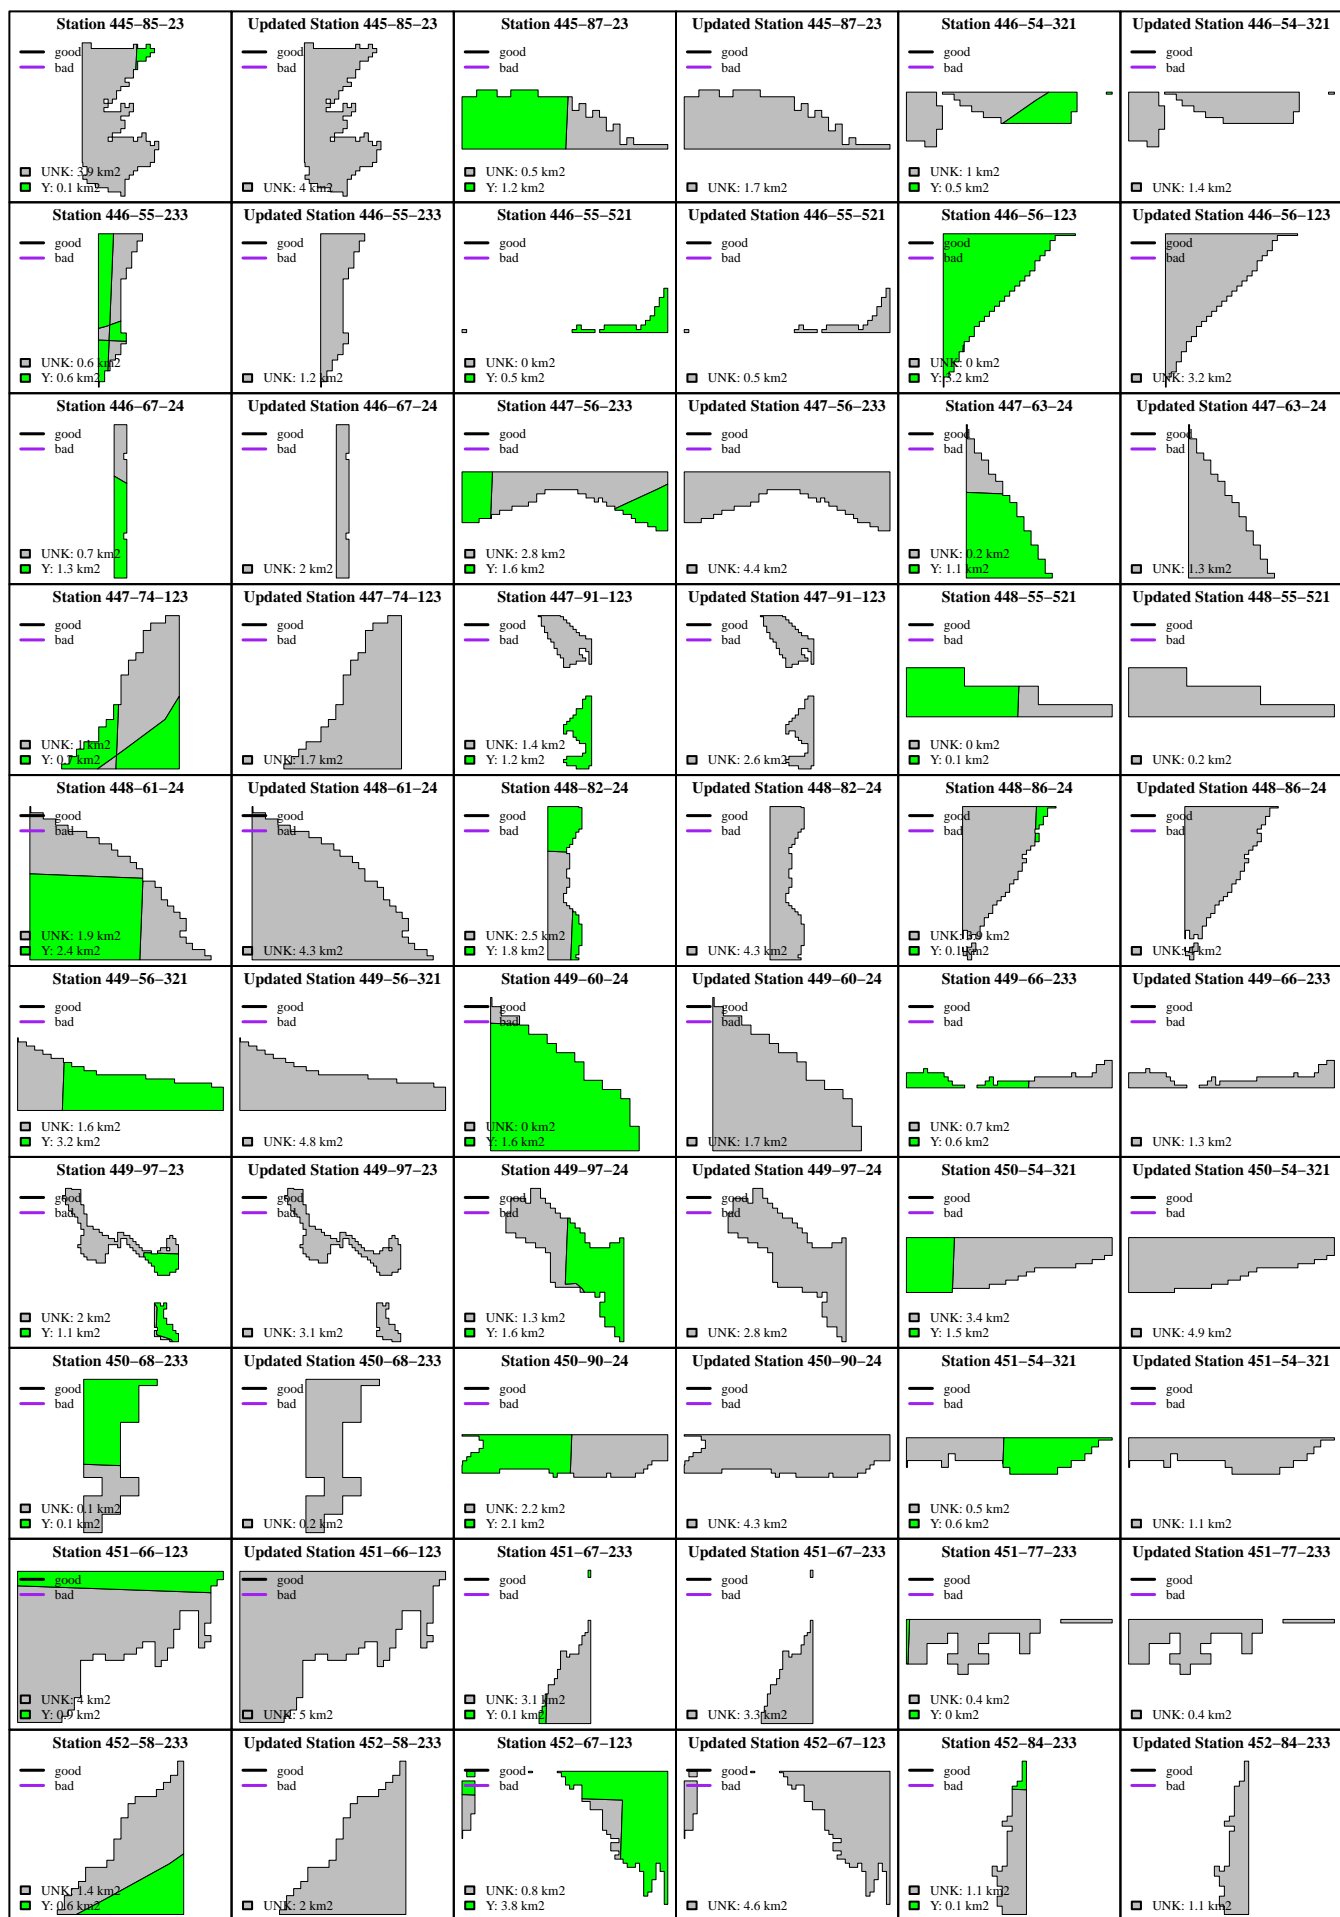 Station 445−85−23
good
bad
UNK: 3.9 km2
Y: 0.1 km2
Updated Station 445−85−23
good
bad
UNK: 4 km2
Station 445−87−23
good
bad
UNK: 0.5 km2
Y: 1.2 km2
Updated Station 445−87−23
good
bad
UNK: 1.7 km2
Station 446−54−321
good
bad
UNK: 1 km2
Y: 0.5 km2
Updated Station 446−54−321
good
bad
UNK: 1.4 km2
Station 446−55−233
good
bad
UNK: 0.6 km2
Y: 0.6 km2
Updated Station 446−55−233
good
bad
UNK: 1.2 km2
Station 446−55−521
good
bad
UNK: 0 km2
Y: 0.5 km2
Updated Station 446−55−521
good
bad
UNK: 0.5 km2
Station 446−56−123
good
bad
UNK: 0 km2
Y: 3.2 km2
Updated Station 446−56−123
good
bad
UNK: 3.2 km2
Station 446−67−24
good
bad
UNK: 0.7 km2
Y: 1.3 km2
Updated Station 446−67−24
good
bad
UNK: 2 km2
Station 447−56−233
good
bad
UNK: 2.8 km2
Y: 1.6 km2
Updated Station 447−56−233
good
bad
UNK: 4.4 km2
Station 447−63−24
good
bad
UNK: 0.2 km2
Y: 1.1 km2
Updated Station 447−63−24
good
bad
UNK: 1.3 km2
Station 447−74−123
good
bad
UNK: 1 km2
Y: 0.7 km2
Updated Station 447−74−123
good
bad
UNK: 1.7 km2
Station 447−91−123
good
bad
UNK: 1.4 km2
Y: 1.2 km2
Updated Station 447−91−123
good
bad
UNK: 2.6 km2
Station 448−55−521
good
bad
UNK: 0 km2
Y: 0.1 km2
Updated Station 448−55−521
good
bad
UNK: 0.2 km2
Station 448−61−24
good
bad
UNK: 1.9 km2
Y: 2.4 km2
Updated Station 448−61−24
good
bad
UNK: 4.3 km2
Station 448−82−24
good
bad
UNK: 2.5 km2
Y: 1.8 km2
Updated Station 448−82−24
good
bad
UNK: 4.3 km2
Station 448−86−24
good
bad
UNK: 3.9 km2
Y: 0.1 km2
Updated Station 448−86−24
good
bad
UNK: 4 km2
Station 449−56−321
good
bad
UNK: 1.6 km2
Y: 3.2 km2
Updated Station 449−56−321
good
bad
UNK: 4.8 km2
Station 449−60−24
good
bad
UNK: 0 km2
Y: 1.6 km2
Updated Station 449−60−24
good
bad
UNK: 1.7 km2
Station 449−66−233
good
bad
UNK: 0.7 km2
Y: 0.6 km2
Updated Station 449−66−233
good
bad
UNK: 1.3 km2
Station 449−97−23
good
bad
UNK: 2 km2
Y: 1.1 km2
Updated Station 449−97−23
good
bad
UNK: 3.1 km2
Station 449−97−24
good
bad
UNK: 1.3 km2
Y: 1.6 km2
Updated Station 449−97−24
good
bad
UNK: 2.8 km2
Station 450−54−321
good
bad
UNK: 3.4 km2
Y: 1.5 km2
Updated Station 450−54−321
good
bad
UNK: 4.9 km2
Station 450−68−233
good
bad
UNK: 0.1 km2
Y: 0.1 km2
Updated Station 450−68−233
good
bad
UNK: 0.2 km2
Station 450−90−24
good
bad
UNK: 2.2 km2
Y: 2.1 km2
Updated Station 450−90−24
good
bad
UNK: 4.3 km2
Station 451−54−321
good
bad
UNK: 0.5 km2
Y: 0.6 km2
Updated Station 451−54−321
good
bad
UNK: 1.1 km2
Station 451−66−123
good
bad
UNK: 4 km2
Y: 0.9 km2
Updated Station 451−66−123
good
bad
UNK: 5 km2
Station 451−67−233
good
bad
UNK: 3.1 km2
Y: 0.1 km2
Updated Station 451−67−233
good
bad
UNK: 3.3 km2
Station 451−77−233
good
bad
UNK: 0.4 km2
Y: 0 km2
Updated Station 451−77−233
good
bad
UNK: 0.4 km2
Station 452−58−233
good
bad
UNK: 1.4 km2
Y: 0.6 km2
Updated Station 452−58−233
good
bad
UNK: 2 km2
Station 452−67−123
good
bad
UNK: 0.8 km2
Y: 3.8 km2
Updated Station 452−67−123
good
bad
UNK: 4.6 km2
Station 452−84−233
good
bad
UNK: 1.1 km2
Y: 0.1 km2
Updated Station 452−84−233
good
bad
UNK: 1.1 km2